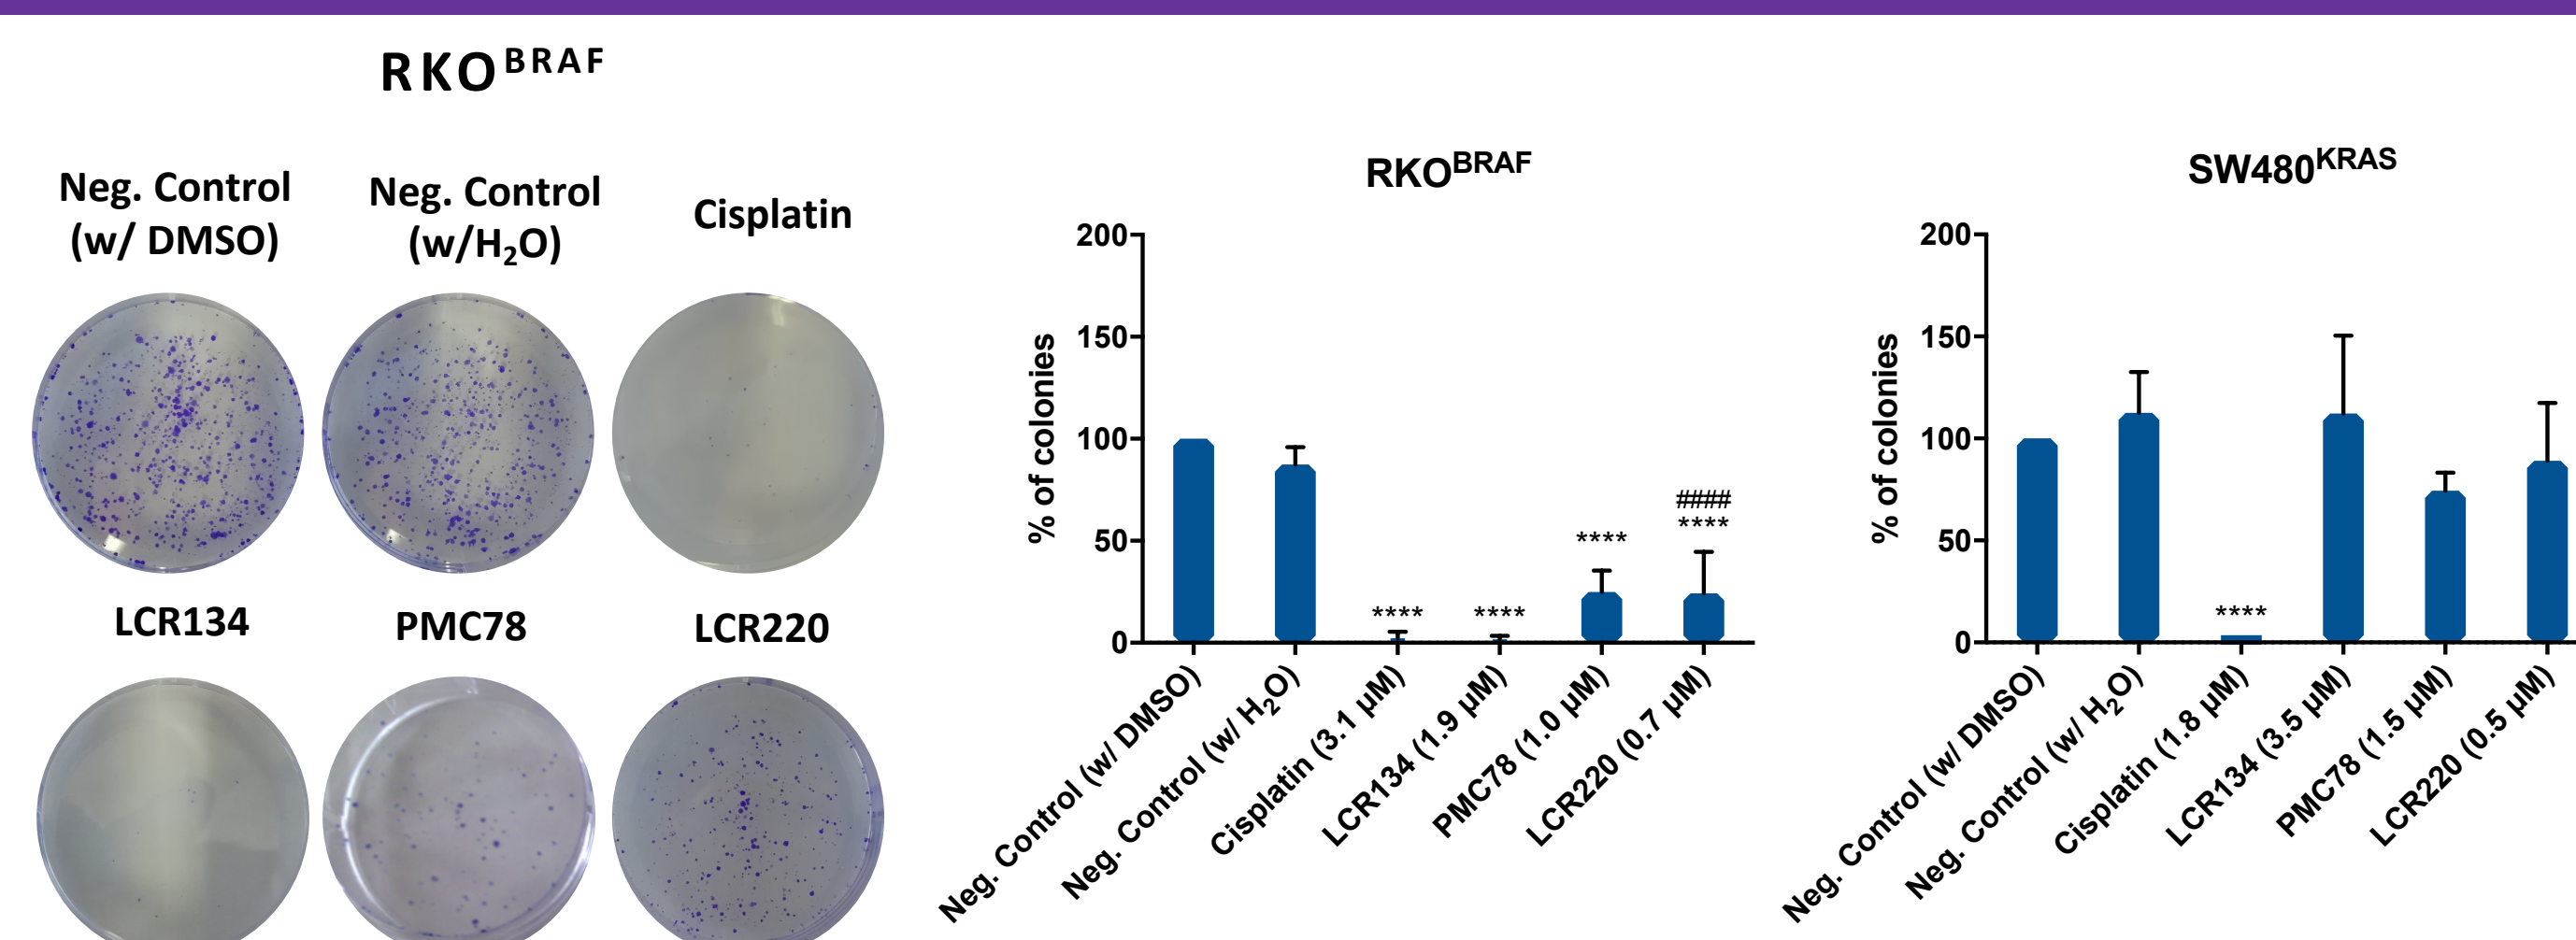 RKO^BRAF
Neg. Control
(w/ DMSO)
Neg. Control
(w/H₂O)
Cisplatin
LCR134
PMC78
LCR220
RKO^BRAF
% of colonies
200
150
100
50
0
****
****
****
####
****
Neg. Control (w/ DMSO)
Neg. Control (w/ H₂O)
Cisplatin (3.1 µM)
LCR134 (1.9 µM)
PMC78 (1.0 µM)
LCR220 (0.7 µM)
SW480^KRAS
% of colonies
200
150
100
50
0
****
Neg. Control (w/ DMSO)
Neg. Control (w/ H₂O)
Cisplatin (1.8 µM)
LCR134 (3.5 µM)
PMC78 (1.5 µM)
LCR220 (0.5 µM)